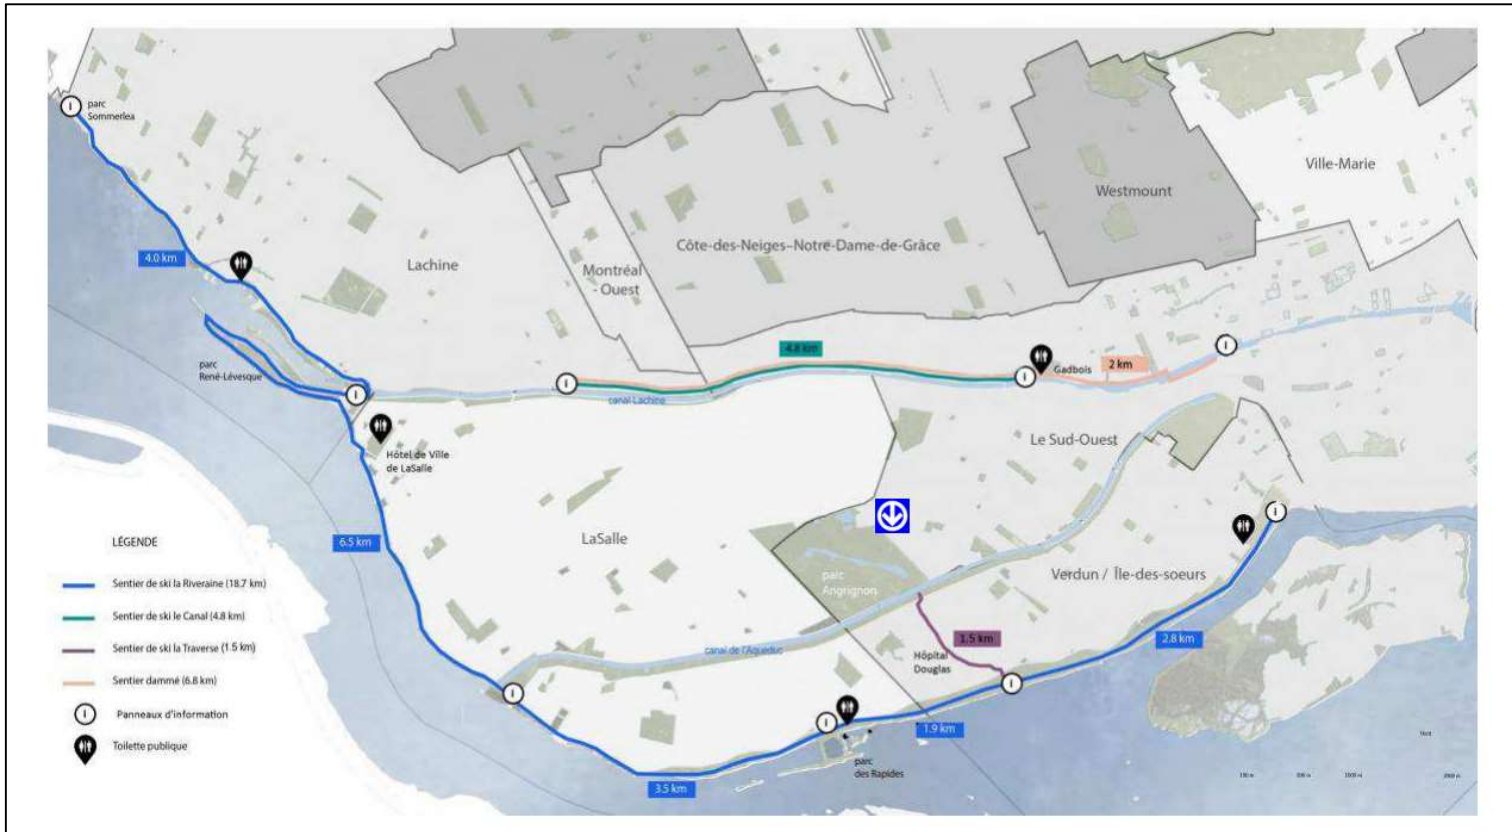 parc
Sommerlea
Ville-Marie
Westmount
Côte-des-Neiges–Notre-Dame-de-Grâce
4.0 km
Lachine
Montréal
- Ouest
4.8 km
parc
René-Lévesque
Gadbois
2 km
canal Lachine
Hôtel de Ville
de LaSalle
Le Sud-Ouest
6.5 km
LaSalle
LÉGENDE
Sentier de ski la Riveraine (18.7 km)
Sentier de ski le Canal (4.8 km)
Sentier de ski la Traverse (1.5 km)
Sentier dammé (6.8 km)
Panneaux d'information
Toilette publique
parc
Angrignon
Verdun / Île-des-soeurs
1.5 km
2.8 km
canal de l'Aqueduc
Hôpital
Douglas
1.9 km
parc
des Rapides
3.5 km